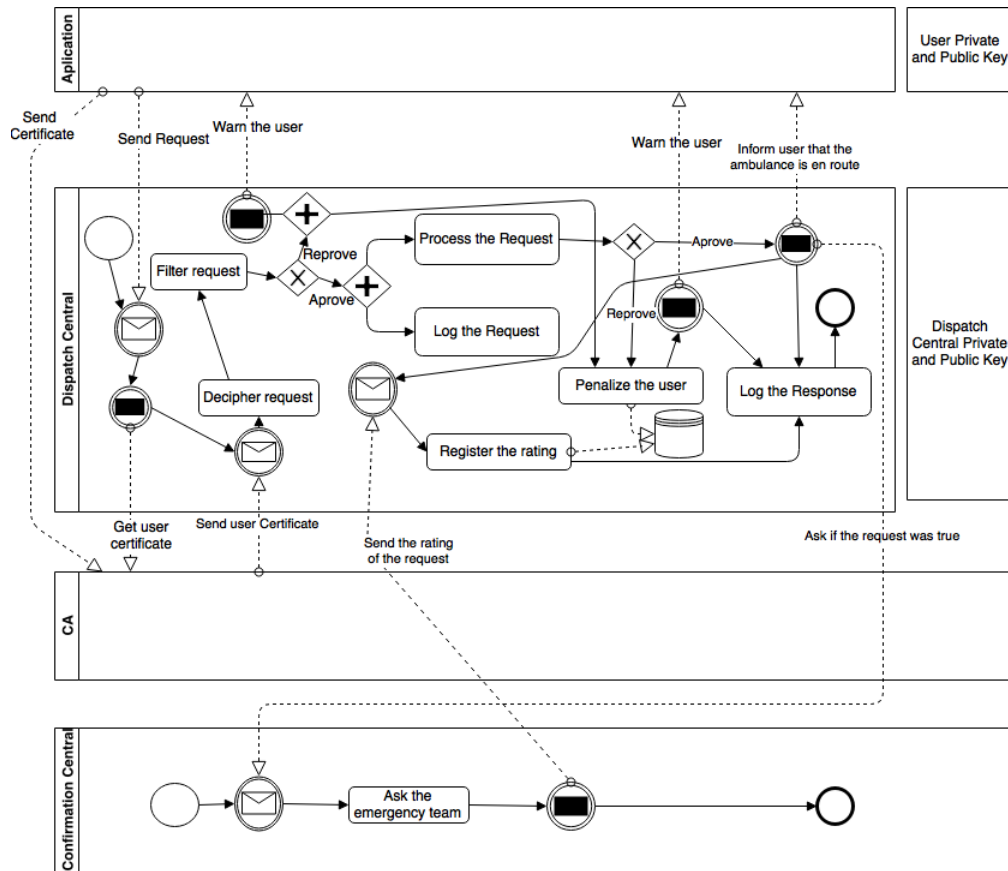 Aplication
User Private
and Public Key
Send
Certificate
Send Request
Warn the user
Warn the user
Inform user that the
ambulance is en route
Dispatch Central
Process the Request
Aprove
Reprove
Filter request
Aprove
Log the Request
Reprove
Dispatch
Central Private
and Public Key
Decipher request
Penalize the user
Log the Response
Register the rating
Get user
certificate
Send user Certificate
Send the rating
of the request
Ask if the request was true
CA
Confirmation Central
Ask the
emergency team